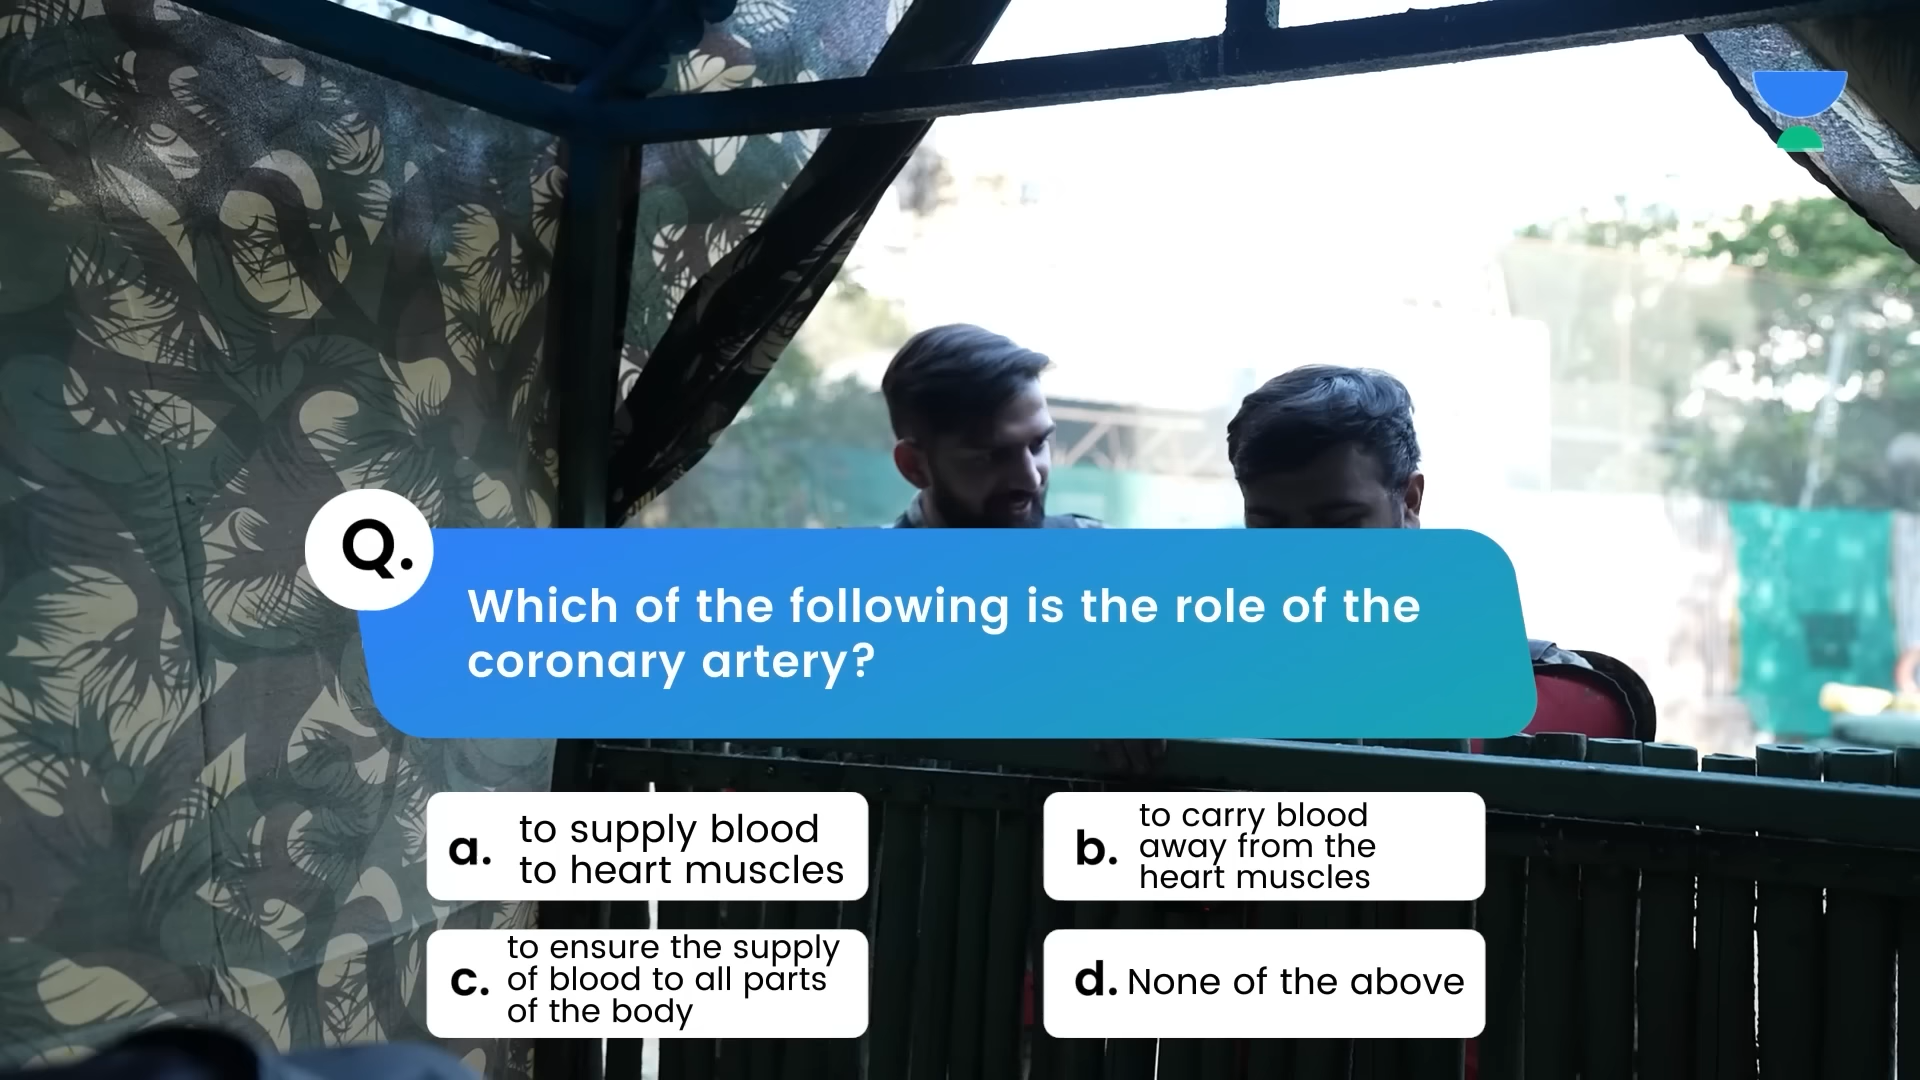 Q.
Which of the following is the role of the
coronary artery?
a. to supply blood
to heart muscles
b. to carry blood
away from the
heart muscles
c. to ensure the supply
of blood to all parts
of the body
d. None of the above